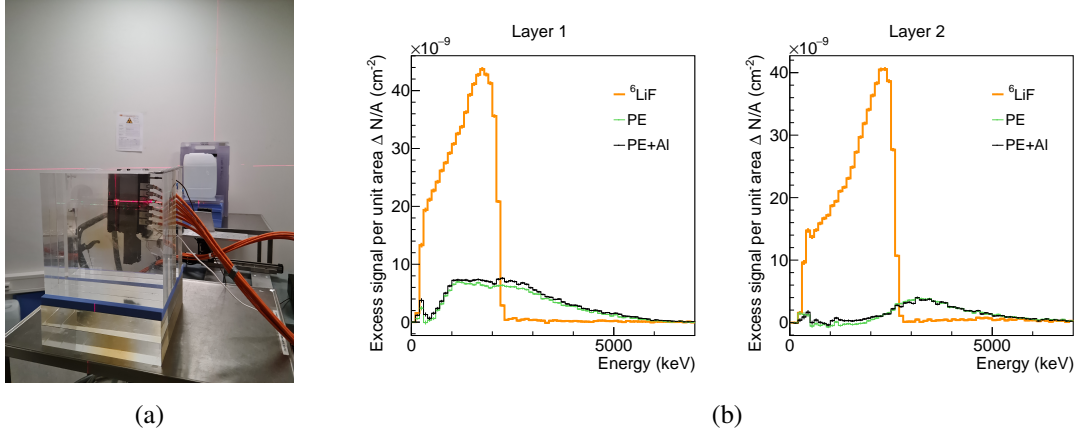 Layer 1
×10⁻⁹
Excess signal per unit area Δ N/A (cm⁻²)
40
30
20
10
0
⁶LiF
PE
PE+Al
0
5000
Energy (keV)
Layer 2
×10⁻⁹
Excess signal per unit area Δ N/A (cm⁻²)
40
30
20
10
0
⁶LiF
PE
PE+Al
0
5000
Energy (keV)
(a)
(b)